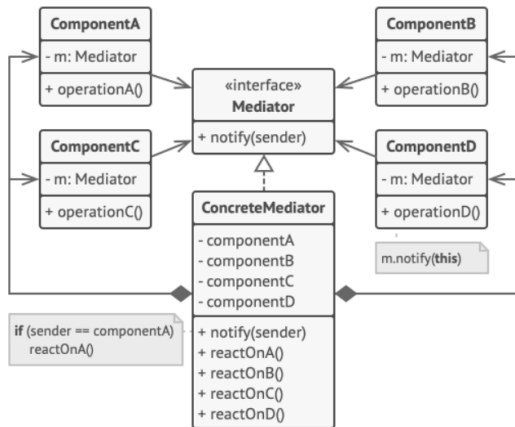 ComponentA
- m: Mediator
+ operationA()
ComponentB
- m: Mediator
+ operationB()
«interface»
Mediator
+ notify(sender)
ComponentC
- m: Mediator
+ operationC()
ComponentD
- m: Mediator
+ operationD()
m.notify(this)
ConcreteMediator
- componentA
- componentB
- componentC
- componentD
+ notify(sender)
+ reactOnA()
+ reactOnB()
+ reactOnC()
+ reactOnD()
if (sender == componentA)
reactOnA()